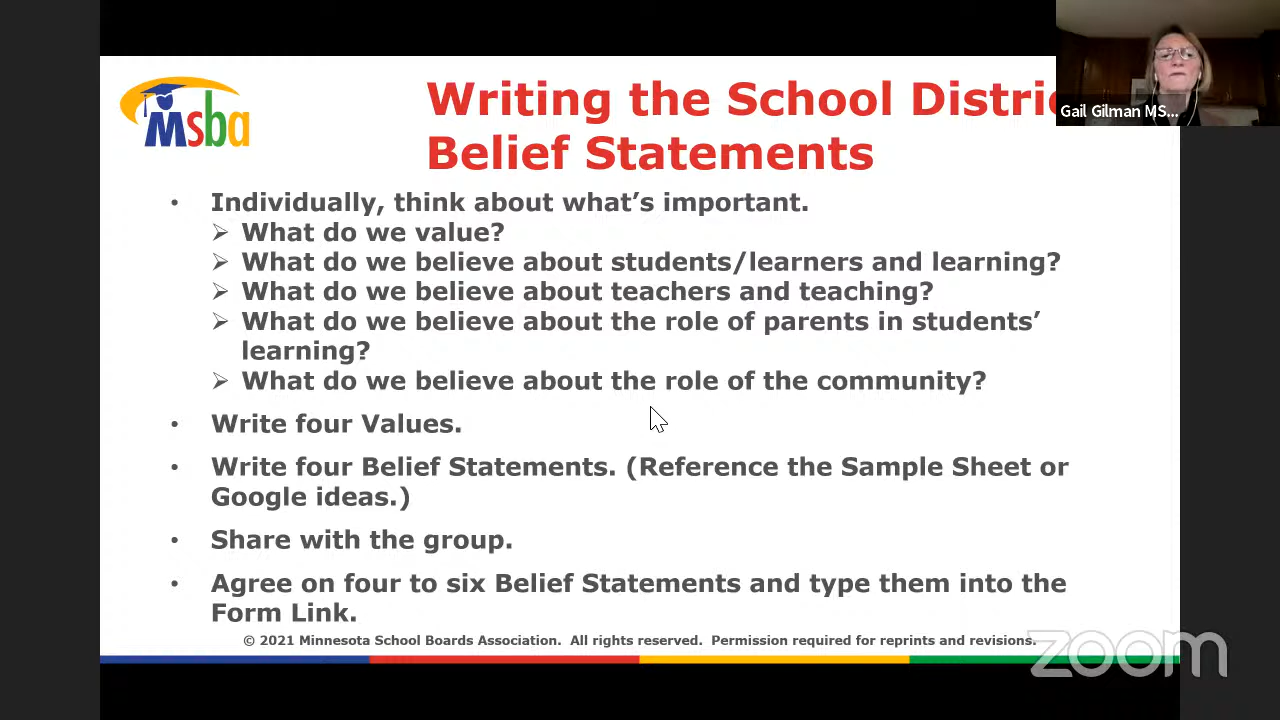 msba
Writing the School Distri
Belief Statements
Gail Gilman MS...
• Individually, think about what’s important.
➢ What do we value?
➢ What do we believe about students/learners and learning?
➢ What do we believe about teachers and teaching?
➢ What do we believe about the role of parents in students’
learning?
➢ What do we believe about the role of the community?
• Write four Values.
• Write four Belief Statements. (Reference the Sample Sheet or
Google ideas.)
• Share with the group.
• Agree on four to six Belief Statements and type them into the
Form Link.
© 2021 Minnesota School Boards Association. All rights reserved. Permission required for reprints and revisions.
zoom